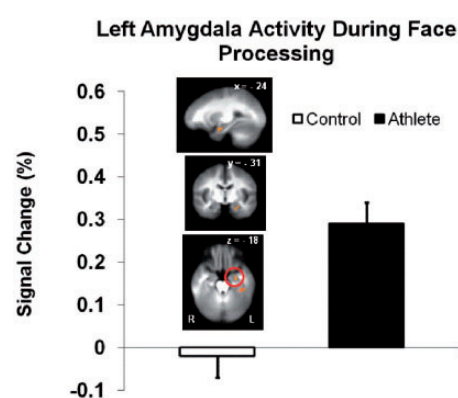 Left Amygdala Activity During Face
Processing
Signal Change (%)
0.6
0.5
0.4
0.3
0.2
0.1
0
-0.1
x = - 24
y = - 31
z = - 18
R L
Control Athlete